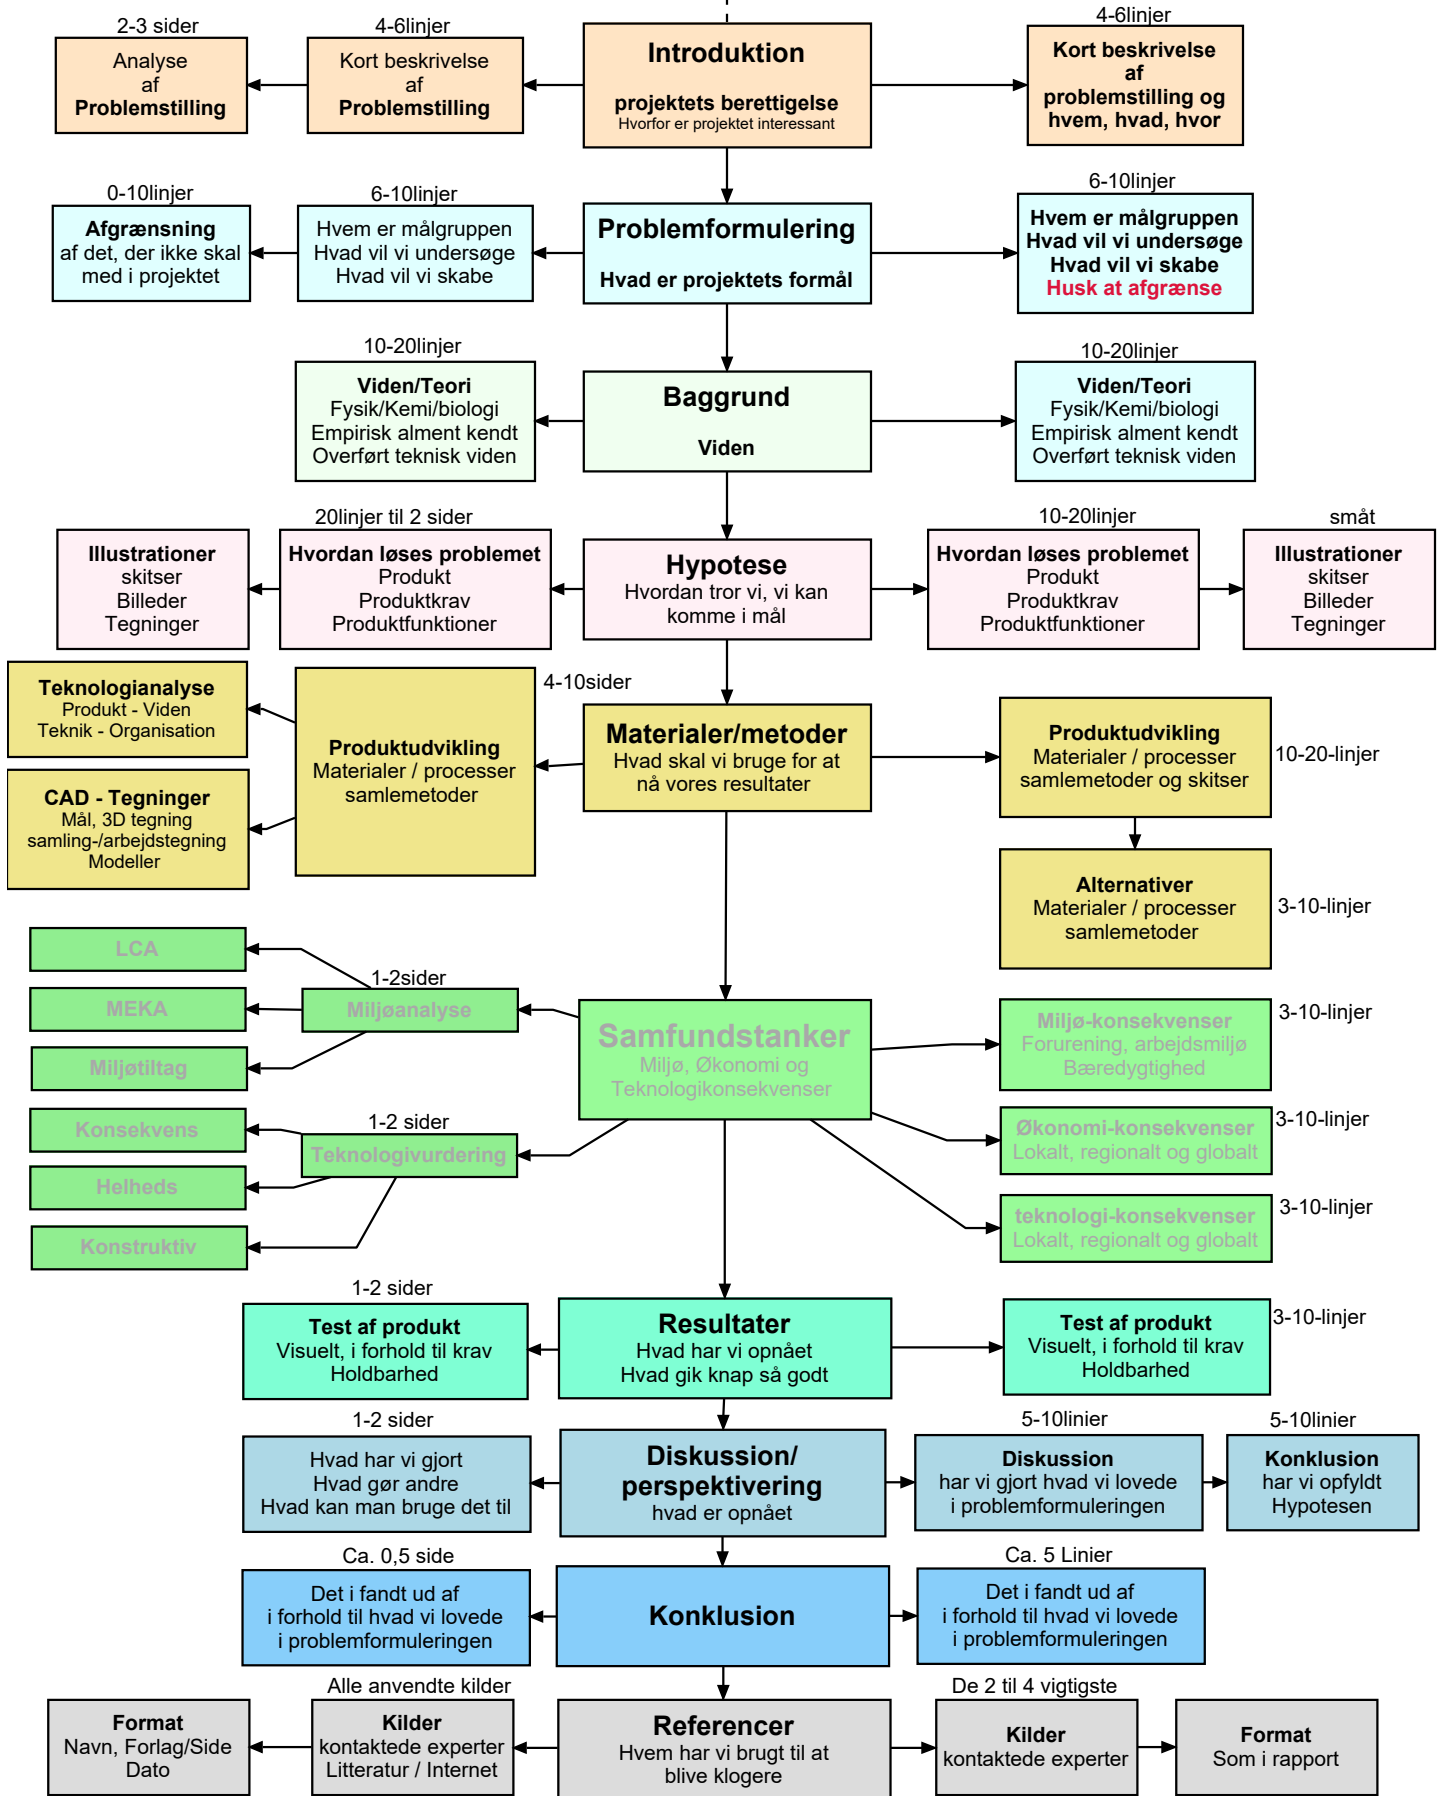 2-3 sider
Analyse
af
Problemstilling
4-6linjer
Kort beskrivelse
af
Problemstilling
Introduktion
projektets berettigelse
Hvorfor er projektet interessant
4-6linjer
Kort beskrivelse
af
problemstilling og
hvem, hvad, hvor
0-10linjer
Afgrænsning
af det, der ikke skal
med i projektet
6-10linjer
Hvem er målgruppen
Hvad vil vi undersøge
Hvad vil vi skabe
Problemformulering
Hvad er projektets formål
6-10linjer
Hvem er målgruppen
Hvad vil vi undersøge
Hvad vil vi skabe
Husk at afgrænse
10-20linjer
Viden/Teori
Fysik/Kemi/biologi
Empirisk alment kendt
Overført teknisk viden
Baggrund
Viden
10-20linjer
Viden/Teori
Fysik/Kemi/biologi
Empirisk alment kendt
Overført teknisk viden
Illustrationer
skitser
Billeder
Tegninger
20linjer til 2 sider
Hvordan løses problemet
Produkt
Produktkrav
Produktfunktioner
Hypotese
Hvordan tror vi, vi kan
komme i mål
10-20linjer
Hvordan løses problemet
Produkt
Produktkrav
Produktfunktioner
småt
Illustrationer
skitser
Billeder
Tegninger
Teknologianalyse
Produkt - Viden
Teknik - Organisation
CAD - Tegninger
Mål, 3D tegning
samling-/arbejdstegning
Modeller
4-10sider
Produktudvikling
Materialer / processer
samlemetoder
Materialer/metoder
Hvad skal vi bruge for at
nå vores resultater
Produktudvikling
Materialer / processer
samlemetoder og skitser
10-20-linjer
Alternativer
Materialer / processer
samlemetoder
3-10-linjer
LCA
MEKA
Miljøtiltag
1-2sider
Miljøanalyse
Konsekvens
Helheds
Konstruktiv
1-2 sider
Teknologivurdering
Samfundstanker
Miljø, Økonomi og
Teknologikonsekvenser
Miljø-konsekvenser
Forurening, arbejdsmiljø
Bæredygtighed
3-10-linjer
Økonomi-konsekvenser
Lokalt, regionalt og globalt
3-10-linjer
teknologi-konsekvenser
Lokalt, regionalt og globalt
3-10-linjer
1-2 sider
Test af produkt
Visuelt, i forhold til krav
Holdbarhed
Resultater
Hvad har vi opnået
Hvad gik knap så godt
Test af produkt
Visuelt, i forhold til krav
Holdbarhed
3-10-linjer
1-2 sider
Hvad har vi gjort
Hvad gør andre
Hvad kan man bruge det til
Diskussion/
perspektivering
hvad er opnået
5-10linier
Diskussion
har vi gjort hvad vi lovede
i problemformuleringen
5-10linier
Konklusion
har vi opfyldt
Hypotesen
Ca. 0,5 side
Det i fandt ud af
i forhold til hvad vi lovede
i problemformuleringen
Konklusion
Ca. 5 Linier
Det i fandt ud af
i forhold til hvad vi lovede
i problemformuleringen
Format
Navn, Forlag/Side
Dato
Alle anvendte kilder
Kilder
kontaktede experter
Litteratur / Internet
Referencer
Hvem har vi brugt til at
blive klogere
De 2 til 4 vigtigste
Kilder
kontaktede experter
Format
Som i rapport